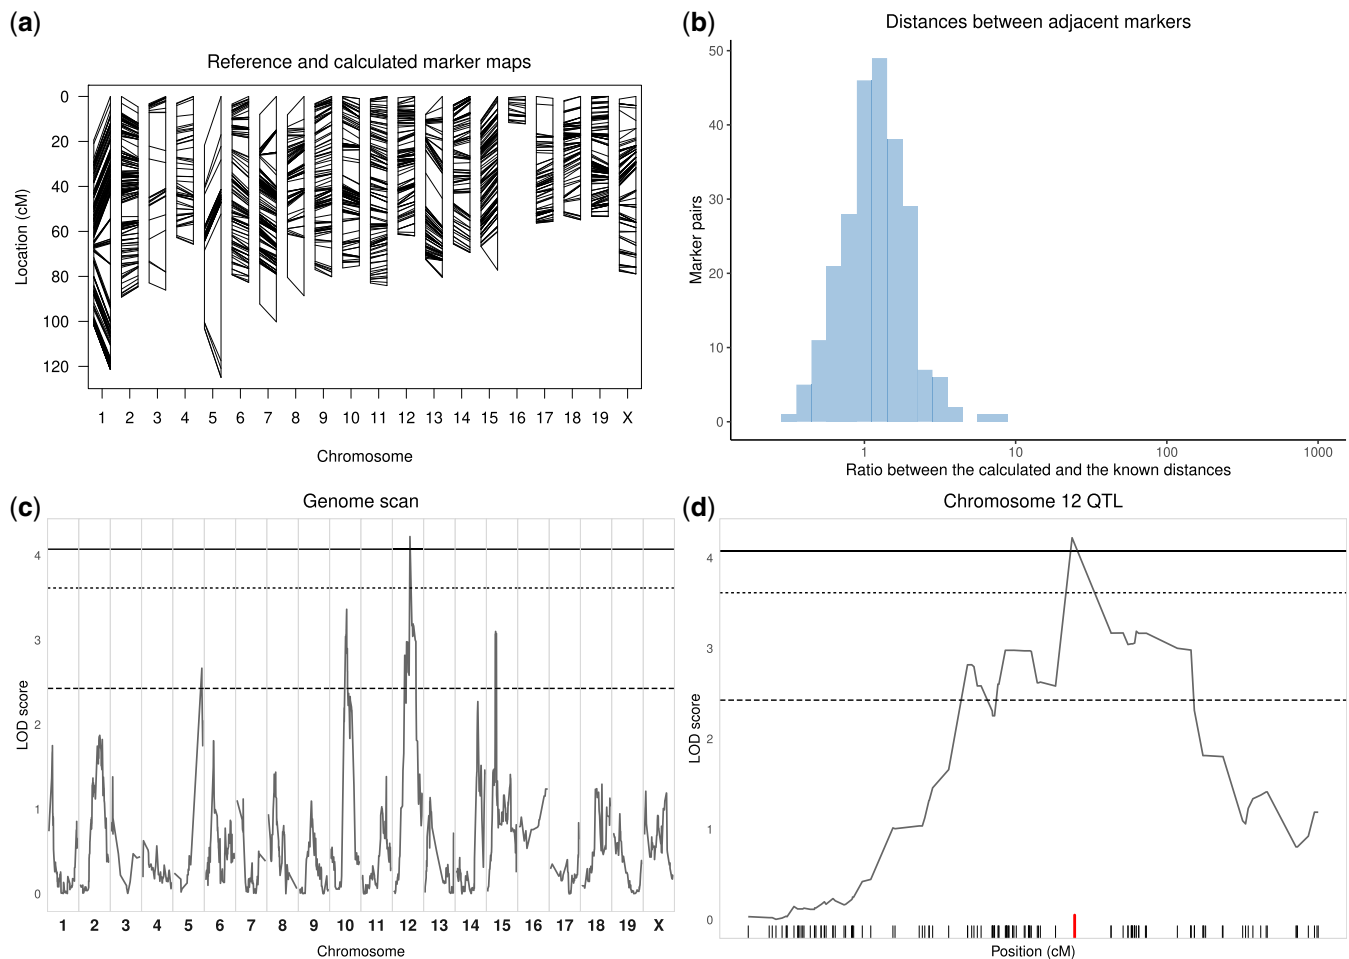 (a)
Reference and calculated marker maps
Location (cM)
0
20
40
60
80
100
120
1 2 3 4 5 6 7 8 9 10 11 12 13 14 15 16 17 18 19 X
Chromosome
(b)
Distances between adjacent markers
Marker pairs
50
40
30
20
10
0
1 10 100 1000
Ratio between the calculated and the known distances
(c)
Genome scan
LOD score
4
3
2
1
0
1 2 3 4 5 6 7 8 9 10 11 12 13 14 15 16 17 18 19 X
Chromosome
(d)
Chromosome 12 QTL
LOD score
4
3
2
1
0
Position (cM)